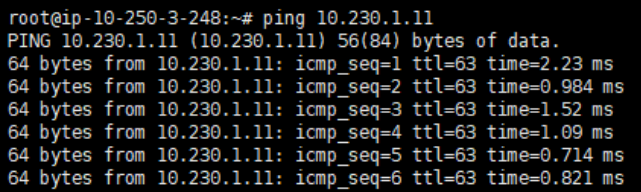 root@ip-10-250-3-248:~# ping 10.230.1.11
PING 10.230.1.11 (10.230.1.11) 56(84) bytes of data.
64 bytes from 10.230.1.11: icmp_seq=1 ttl=63 time=2.23 ms
64 bytes from 10.230.1.11: icmp_seq=2 ttl=63 time=0.984 ms
64 bytes from 10.230.1.11: icmp_seq=3 ttl=63 time=1.52 ms
64 bytes from 10.230.1.11: icmp_seq=4 ttl=63 time=1.09 ms
64 bytes from 10.230.1.11: icmp_seq=5 ttl=63 time=0.714 ms
64 bytes from 10.230.1.11: icmp_seq=6 ttl=63 time=0.821 ms